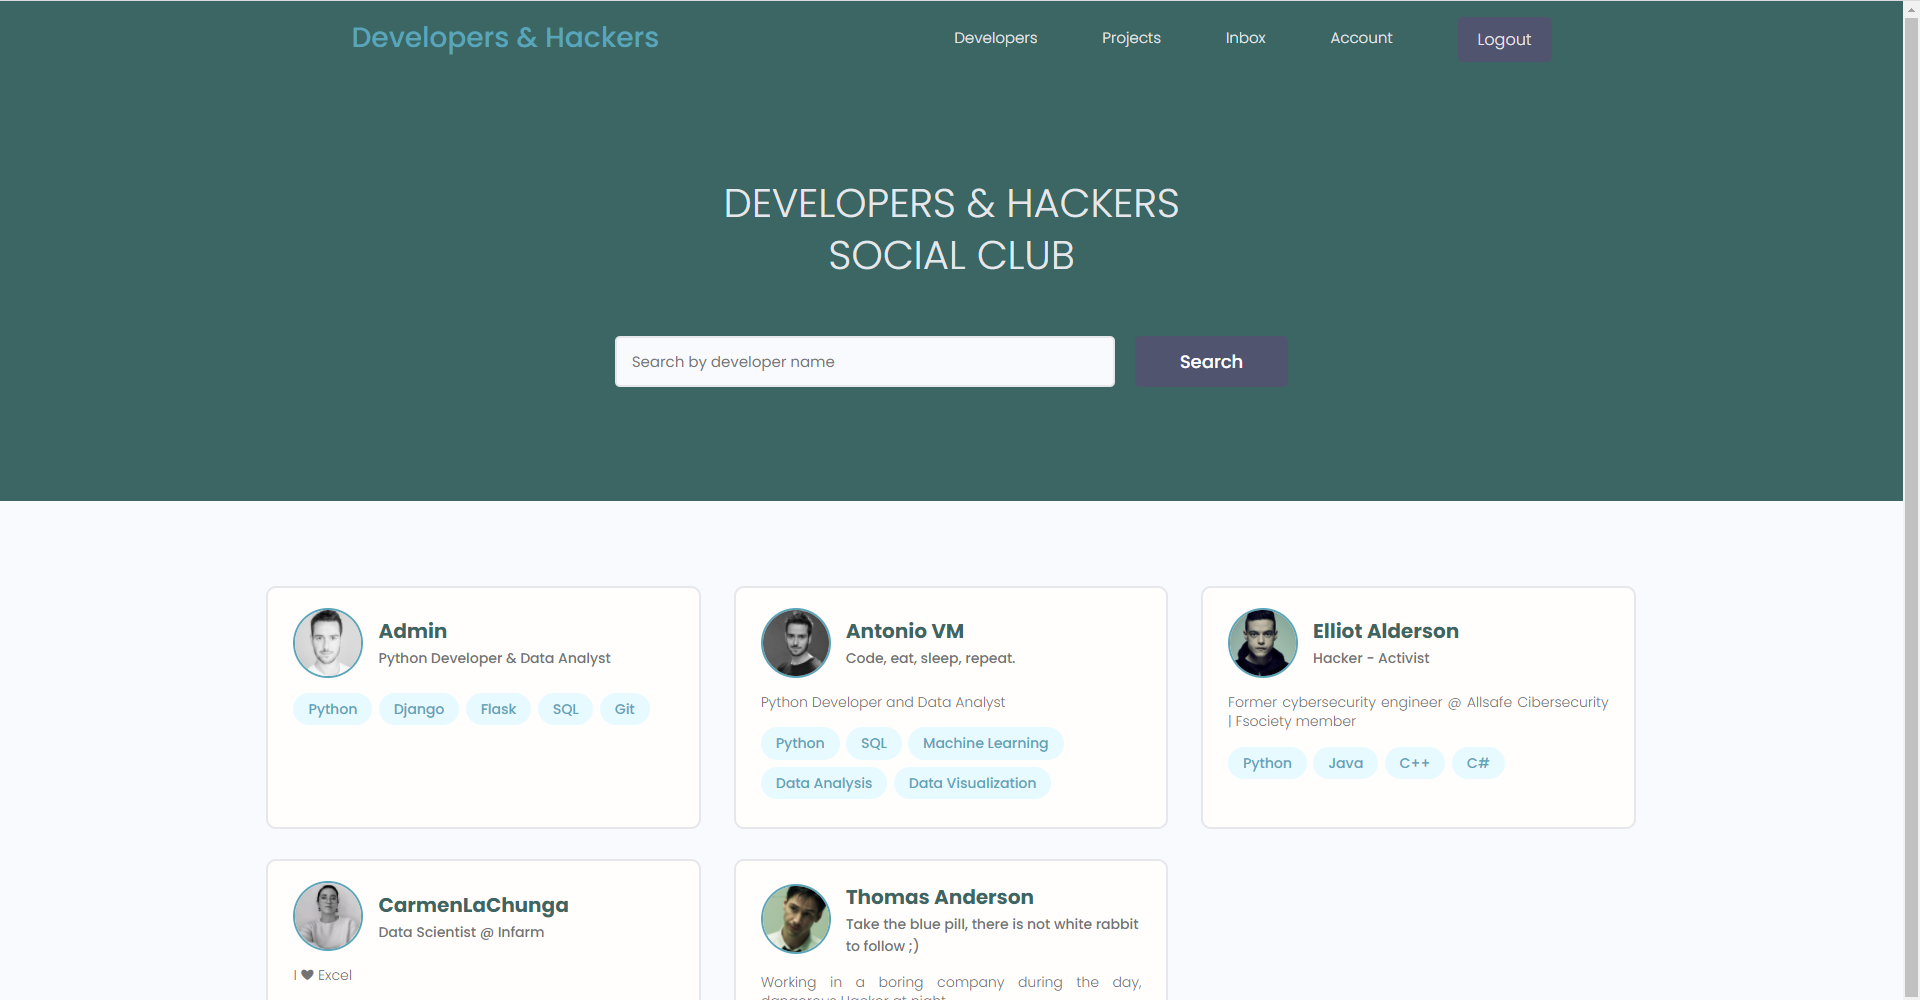 Developers & Hackers
Developers
Projects
Inbox
Account
Logout
DEVELOPERS & HACKERS
SOCIAL CLUB
Search by developer name
Search
Admin
Python Developer & Data Analyst
Python
Django
Flask
SQL
Git
Antonio VM
Code, eat, sleep, repeat.
Python Developer and Data Analyst
Python
SQL
Machine Learning
Data Analysis
Data Visualization
Elliot Alderson
Hacker - Activist
Former cybersecurity engineer @ Allsafe Cibersecurity
| Fsociety member
Python
Java
C++
C#
CarmenLaChunga
Data Scientist @ Infarm
I ♥ Excel
Thomas Anderson
Take the blue pill, there is not white rabbit
to follow ;)
Working in a boring company during the day,
dangerous Hacker at night